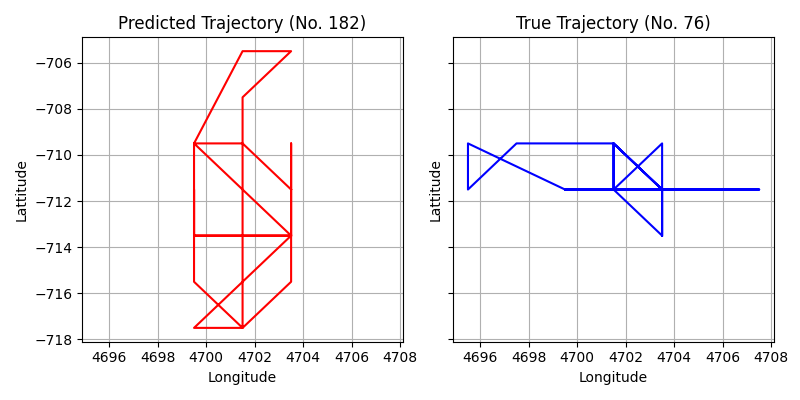 Predicted Trajectory (No. 182)
True Trajectory (No. 76)
Lattitude
−706
−708
−710
−712
−714
−716
−718
4696 4698 4700 4702 4704 4706 4708
Longitude
Lattitude
4696 4698 4700 4702 4704 4706 4708
Longitude